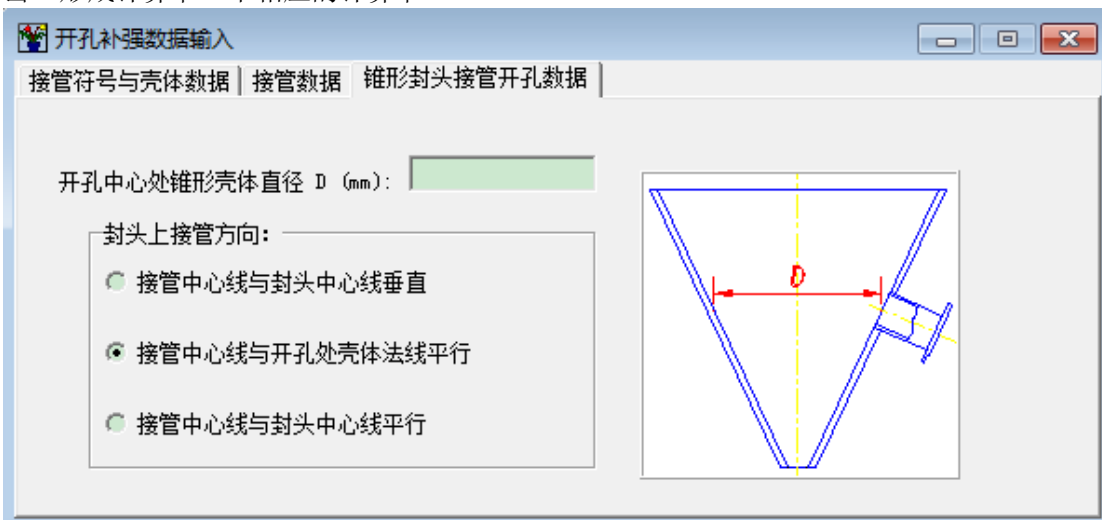 开孔补强数据输入
接管符号与壳体数据 接管数据 锥形封头接管开孔数据
开孔中心处锥形壳体直径 D (mm):
封头上接管方向:
接管中心线与封头中心线垂直
接管中心线与开孔处壳体法线平行
接管中心线与封头中心线平行
D